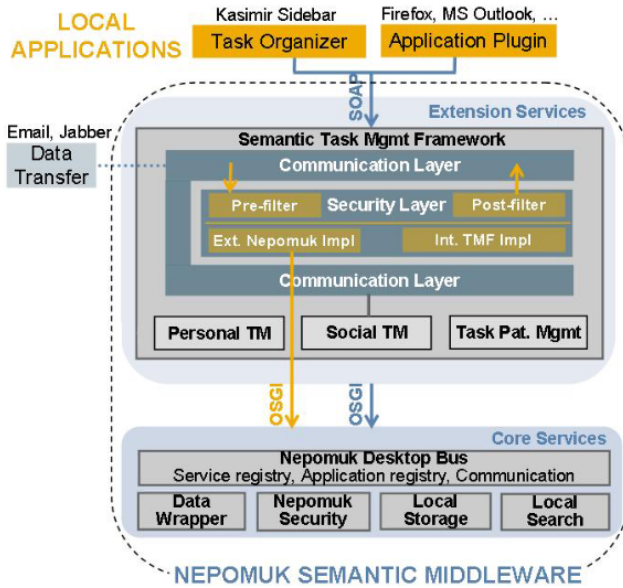 LOCAL
APPLICATIONS
Kasimir Sidebar
Task Organizer
Firefox, MS Outlook, ...
Application Plugin
SOAP
Extension Services
Email, Jabber
Data
Transfer
Semantic Task Mgmt Framework
Communication Layer
Pre-filter
Security Layer
Post-filter
Ext. Nepomuk Impl
Int. TMF Impl
Communication Layer
Personal TM
Social TM
Task Pat. Mgmt
OSGI
OSGI
Core Services
Nepomuk Desktop Bus
Service registry, Application registry, Communication
Data
Wrapper
Nepomuk
Security
Local
Storage
Local
Search
NEPOMUK SEMANTIC MIDDLEWARE